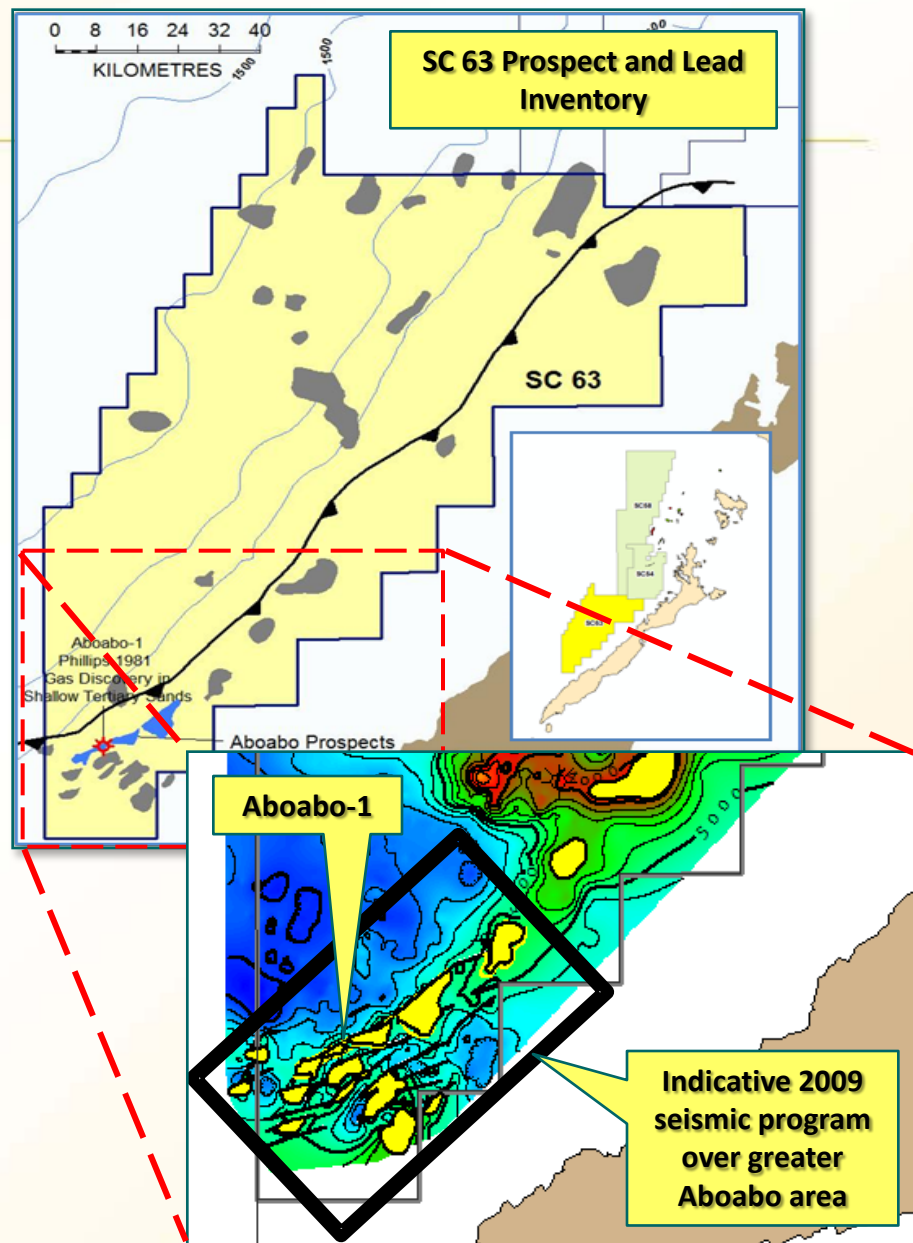 0 8 16 24 32 40
KILOMETRES
1500
1500
SC 63 Prospect and Lead
Inventory
SC 63
SC58
SC54
SC63
Aboabo-1
Phillips 1981
Gas Discovery in
Shallow Tertiary Sands
Aboabo Prospects
Aboabo-1
5000
Indicative 2009
seismic program
over greater
Aboabo area